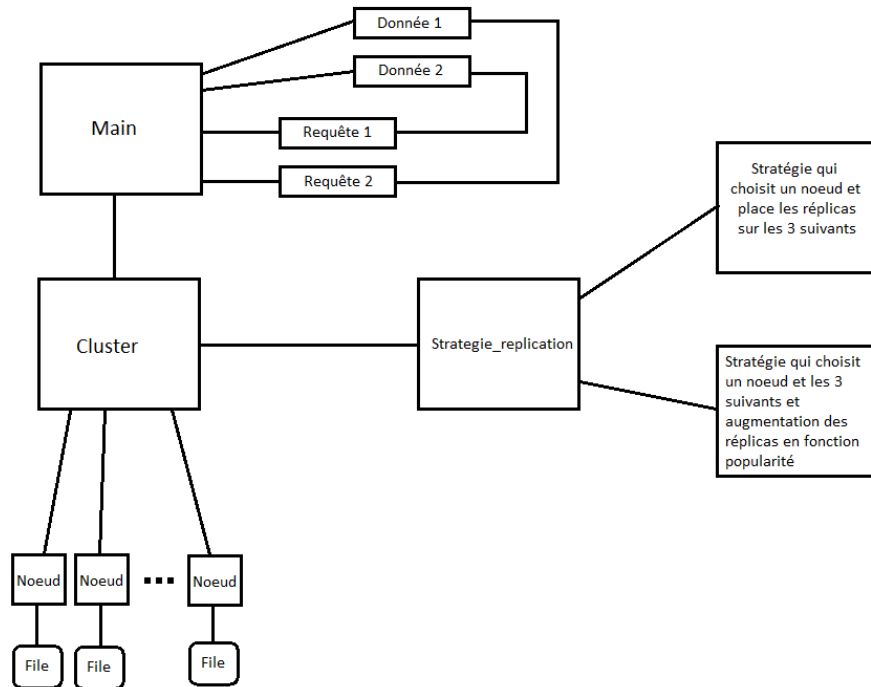 Donnée 1
Donnée 2
Main
Requête 1
Requête 2
Stratégie qui
choisit un noeud et
place les réplicas
sur les 3 suivants
Cluster
Strategie_replication
Stratégie qui choisit
un noeud et les 3
suivants et
augmentation des
réplicas en fonction
popularité
Noeud
Noeud
Noeud
File
File
File